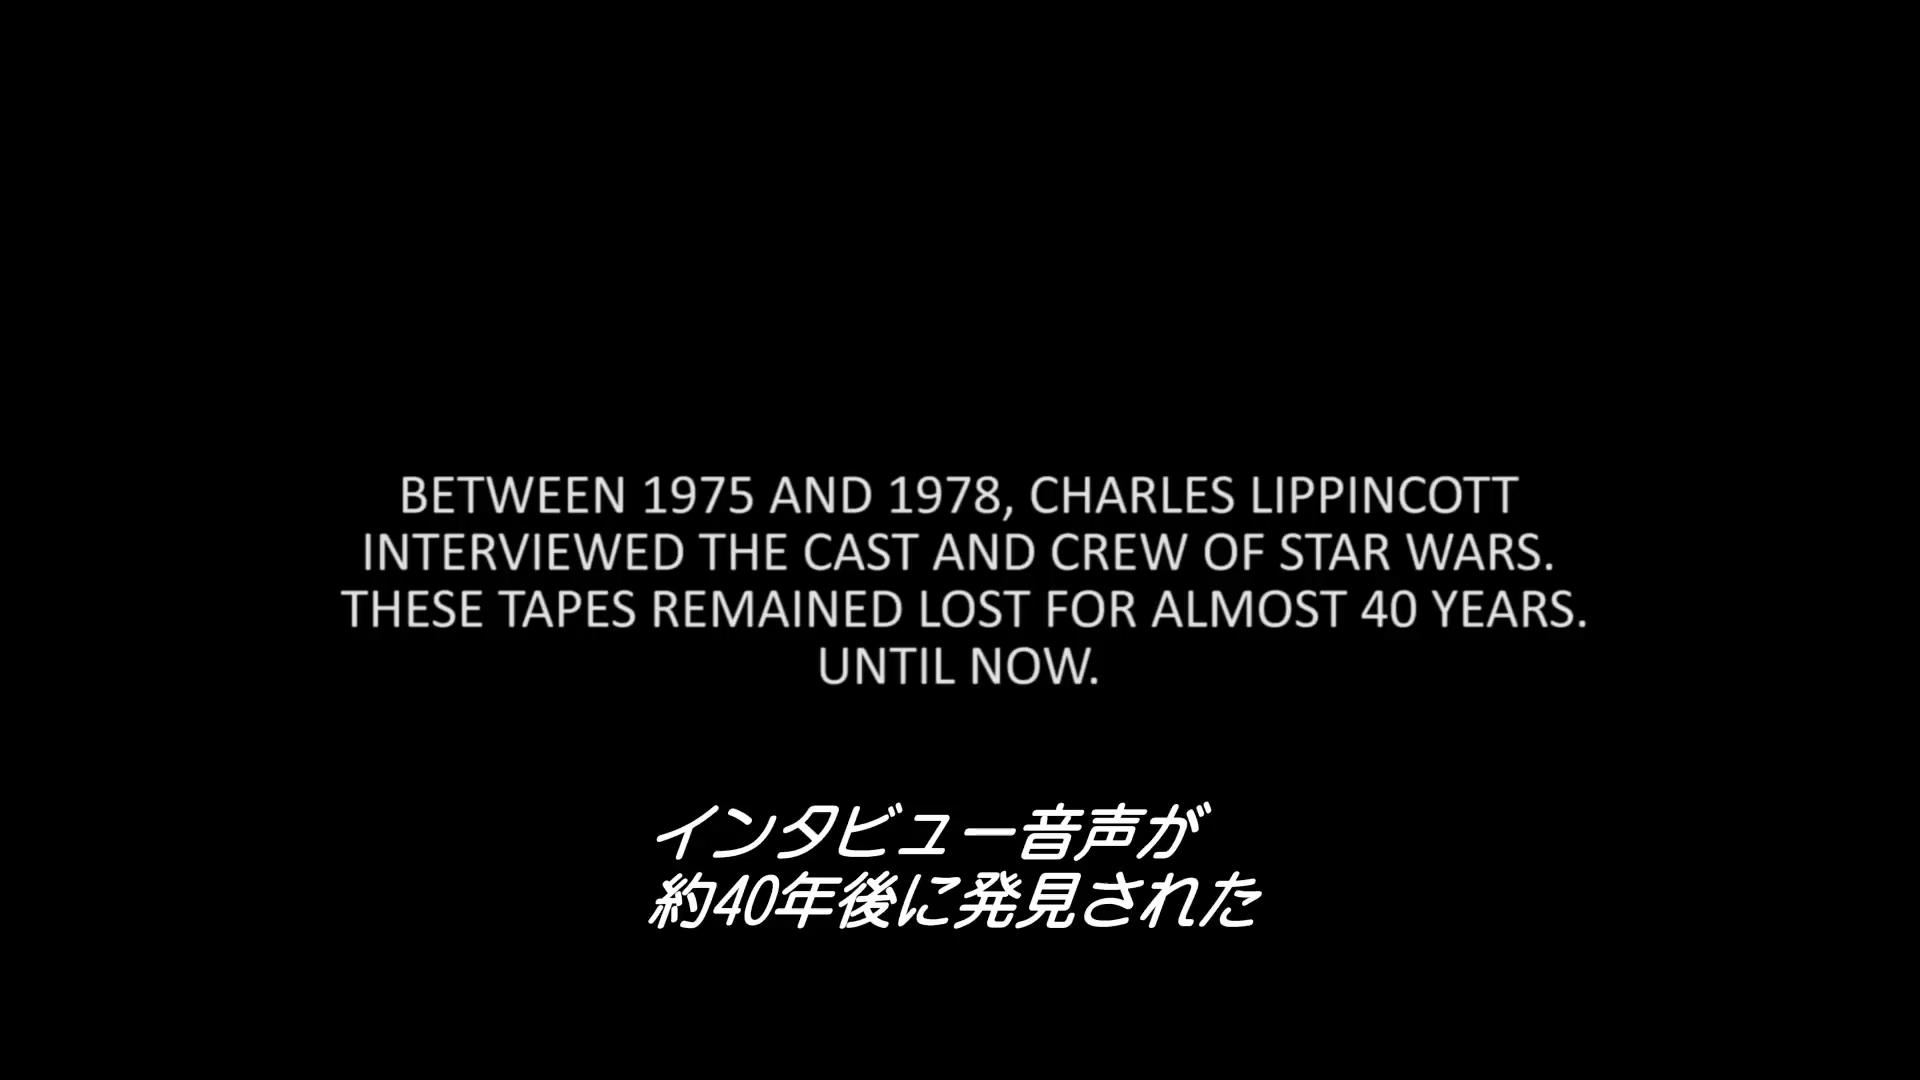 BETWEEN 1975 AND 1978, CHARLES LIPPINCOTT
INTERVIEWED THE CAST AND CREW OF STAR WARS.
THESE TAPES REMAINED LOST FOR ALMOST 40 YEARS.
UNTIL NOW.
インタビュー音声が
約40年後に発見された